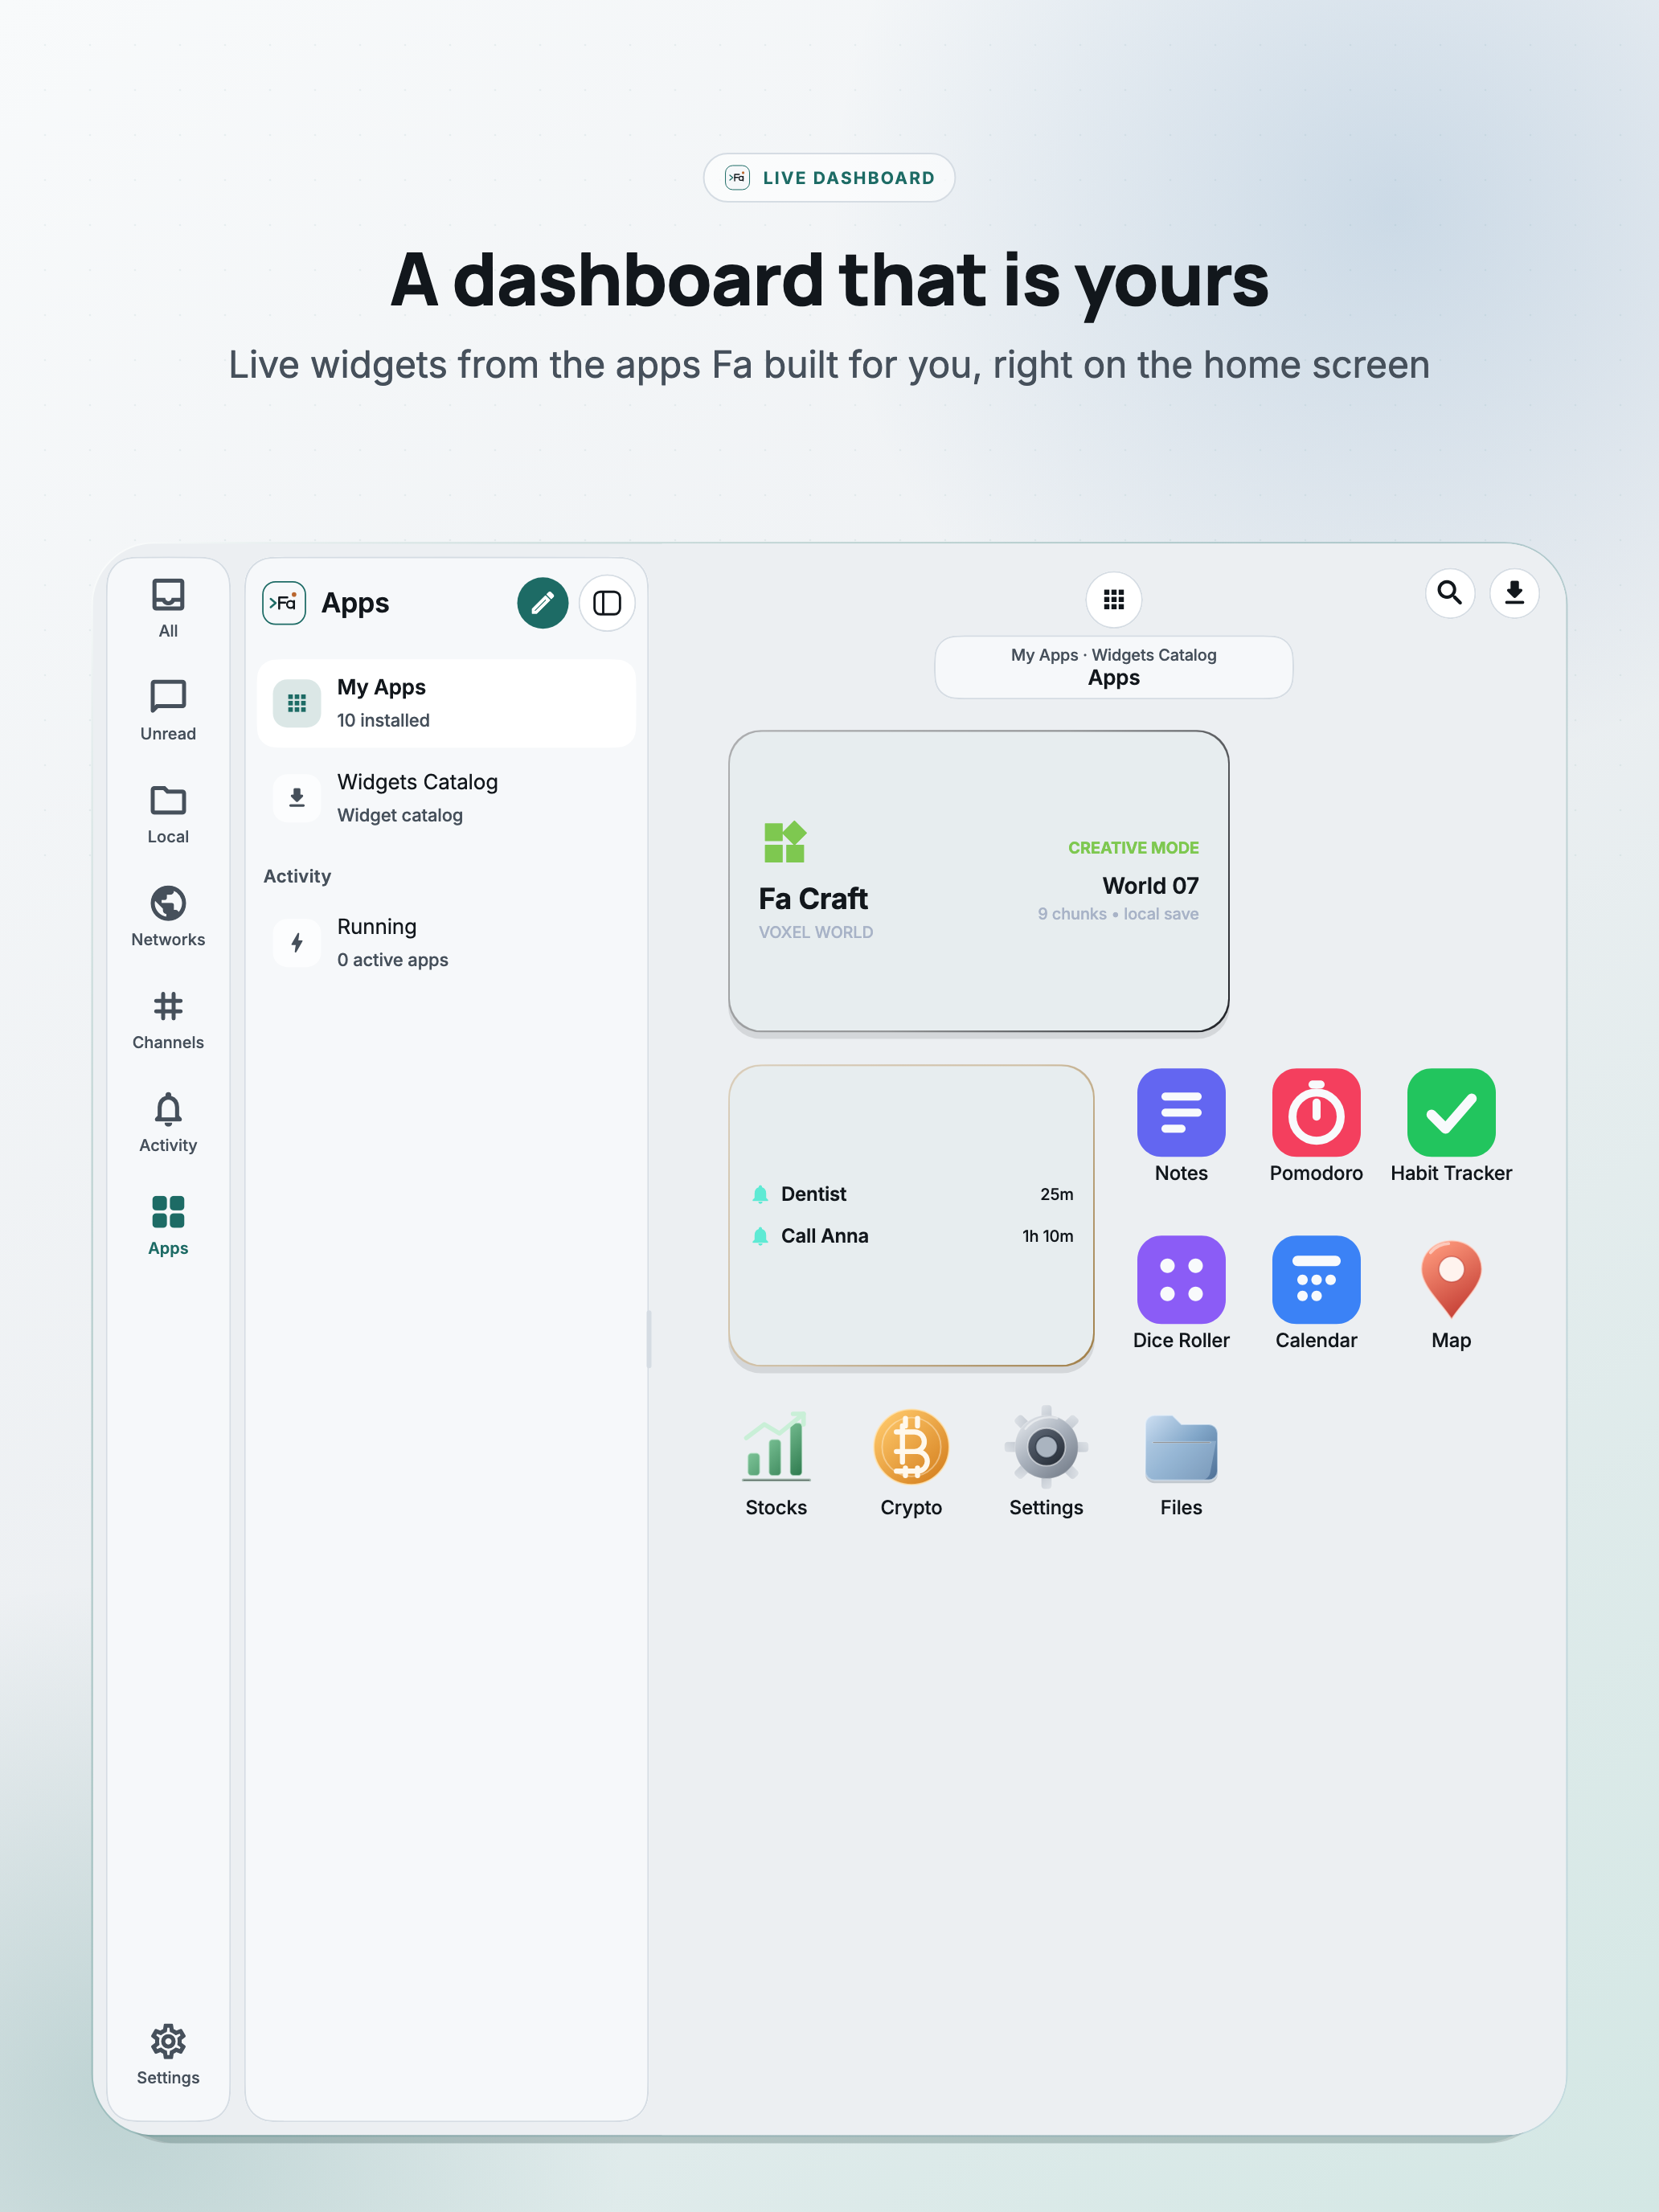 >Fa LIVE DASHBOARD
A dashboard that is yours
Live widgets from the apps Fa built for you, right on the home screen
All
Unread
Local
Networks
Channels
Activity
Apps
Settings
>Fa Apps
My Apps
10 installed
Widgets Catalog
Widget catalog
Activity
Running
0 active apps
My Apps · Widgets Catalog
Apps
Fa Craft
VOXEL WORLD
CREATIVE MODE
World 07
9 chunks • local save
Dentist 25m
Call Anna 1h 10m
Notes Pomodoro Habit Tracker
Dice Roller Calendar Map
Stocks Crypto Settings Files